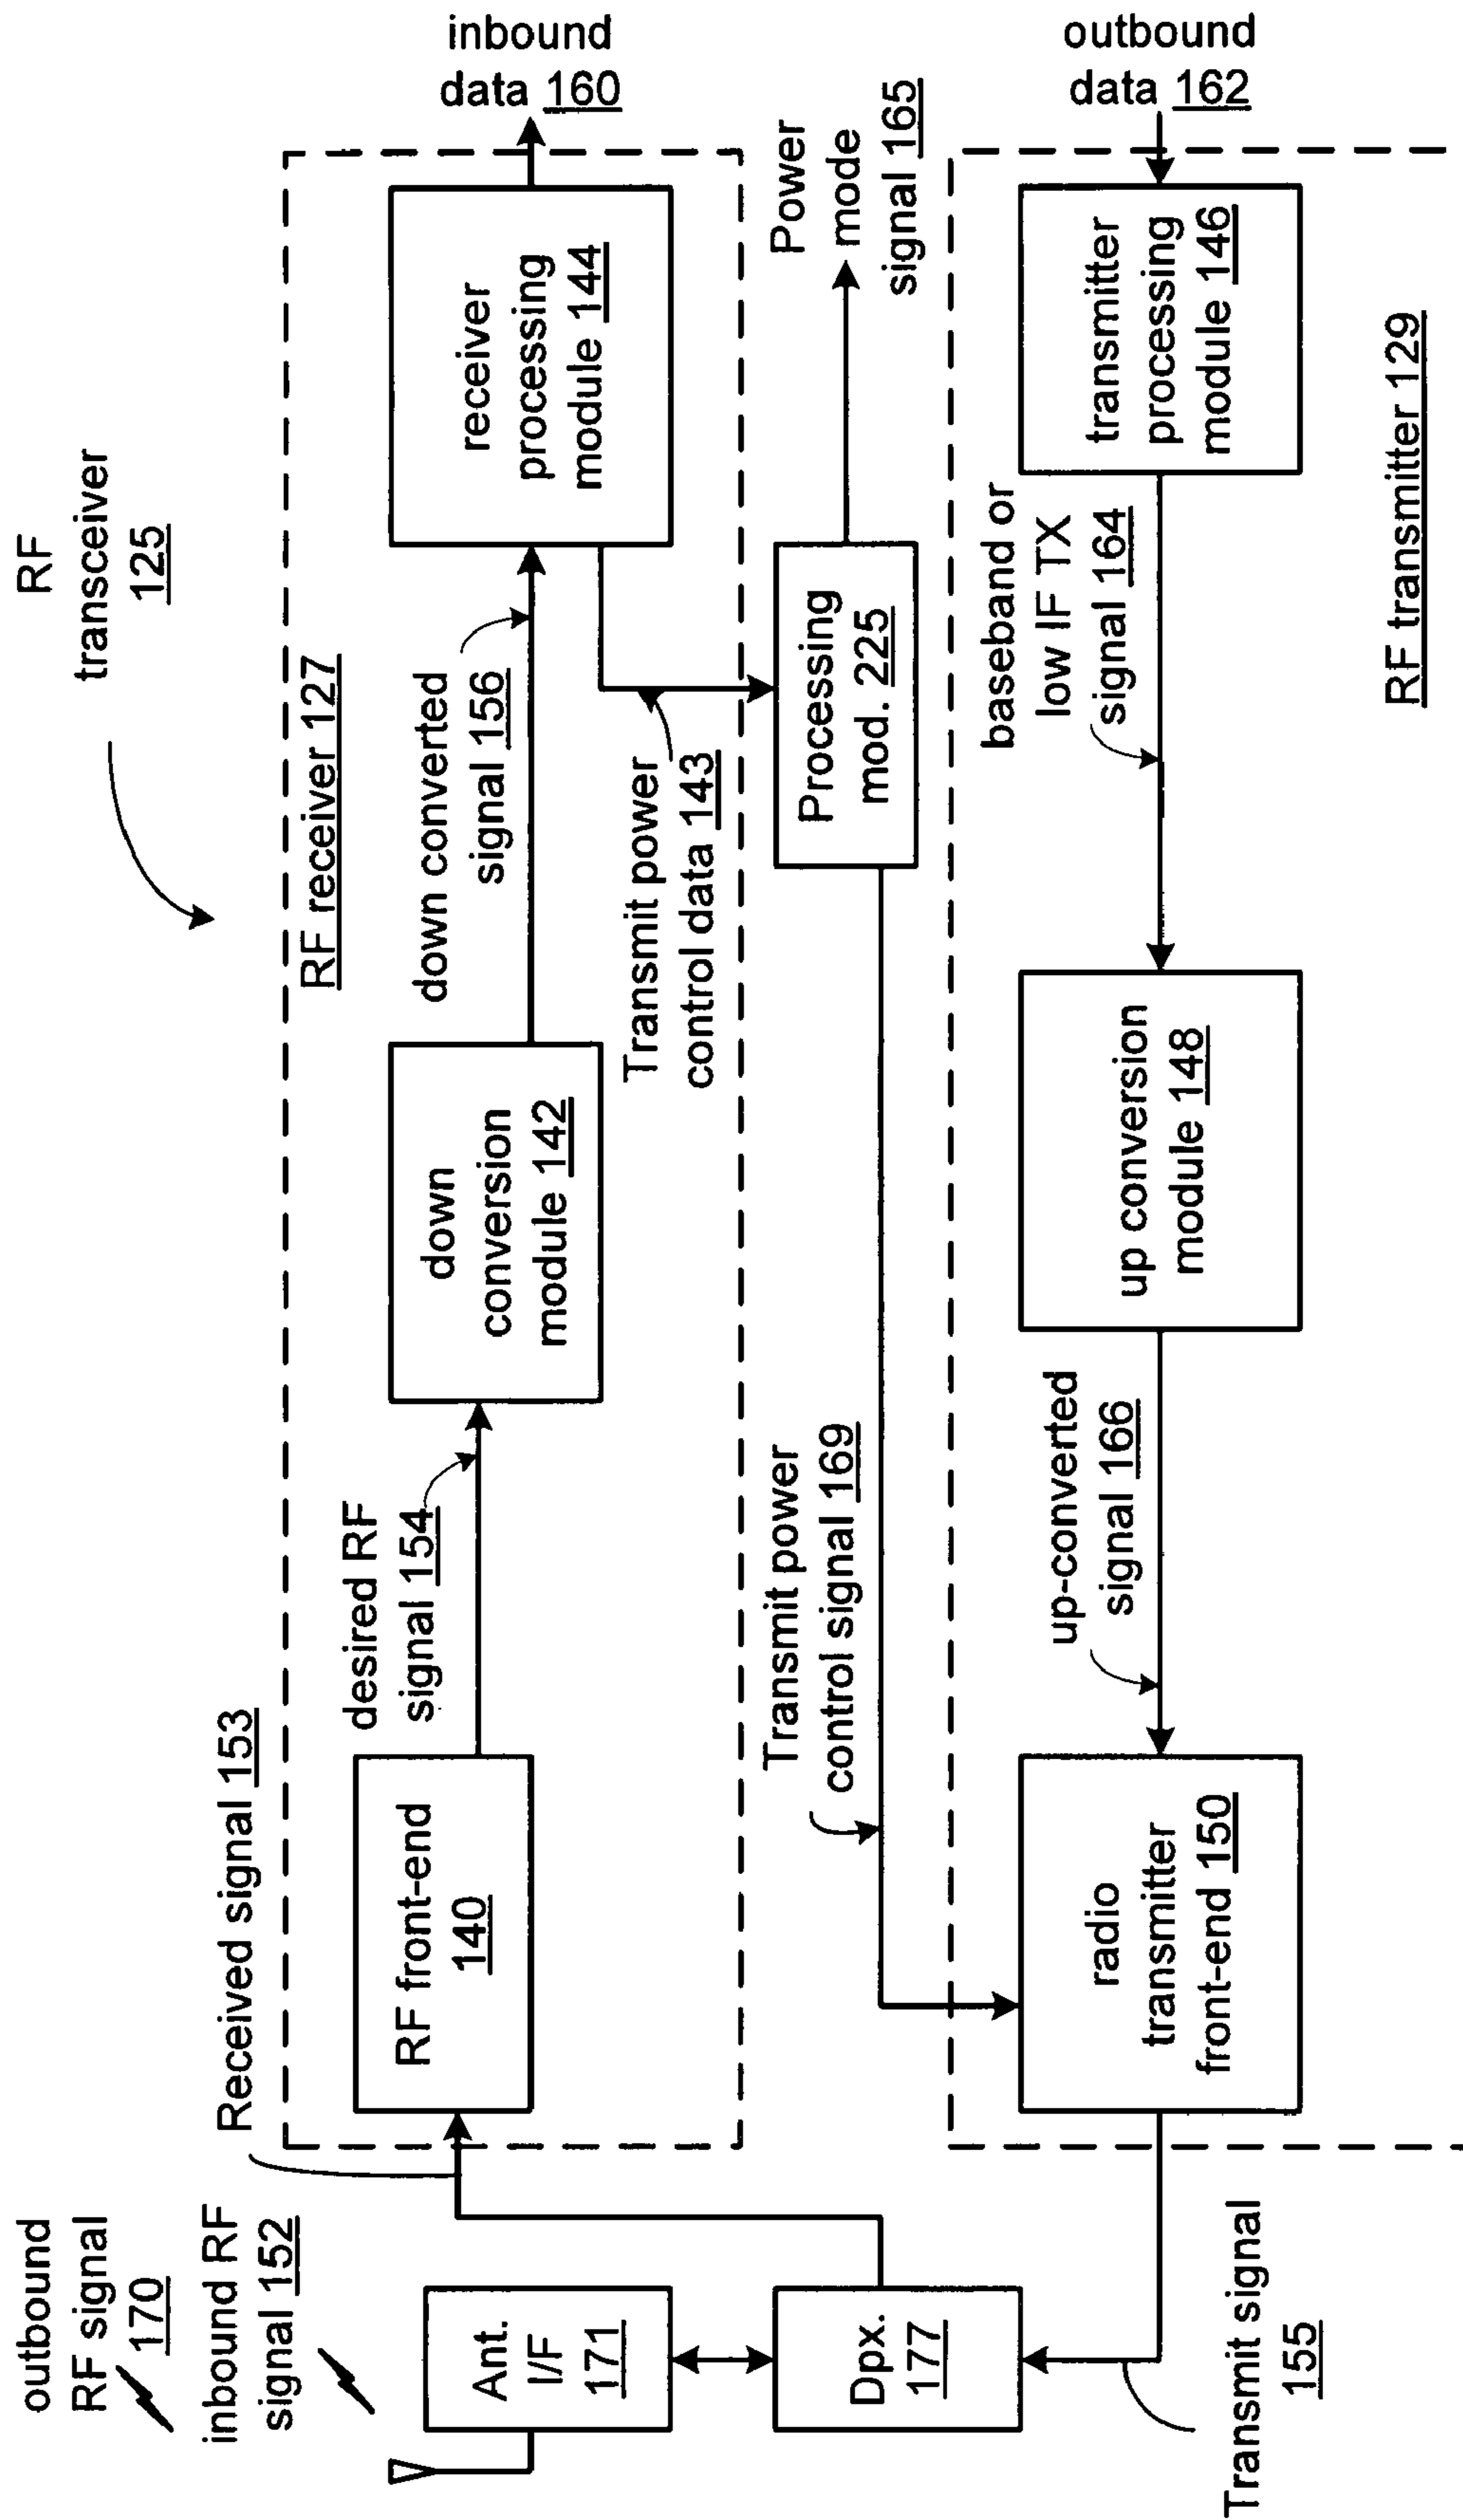 RF
transceiver
125
outbound
RF signal
170
inbound RF
signal 152
Received signal 153
RF receiver 127
RF front-end
140
desired RF
signal 154
down
conversion
module 142
down converted
signal 156
receiver
processing
module 144
inbound
data 160
Ant.
I/F
171
Transmit power
control data 143
Dpx.
177
Transmit power
control signal 169
Processing
mod. 225
Power
mode
signal 165
Transmit signal
155
radio
transmitter
front-end 150
up-converted
signal 166
up conversion
module 148
baseband or
low IF TX
signal 164
transmitter
processing
module 146
outbound
data 162
RF transmitter 129